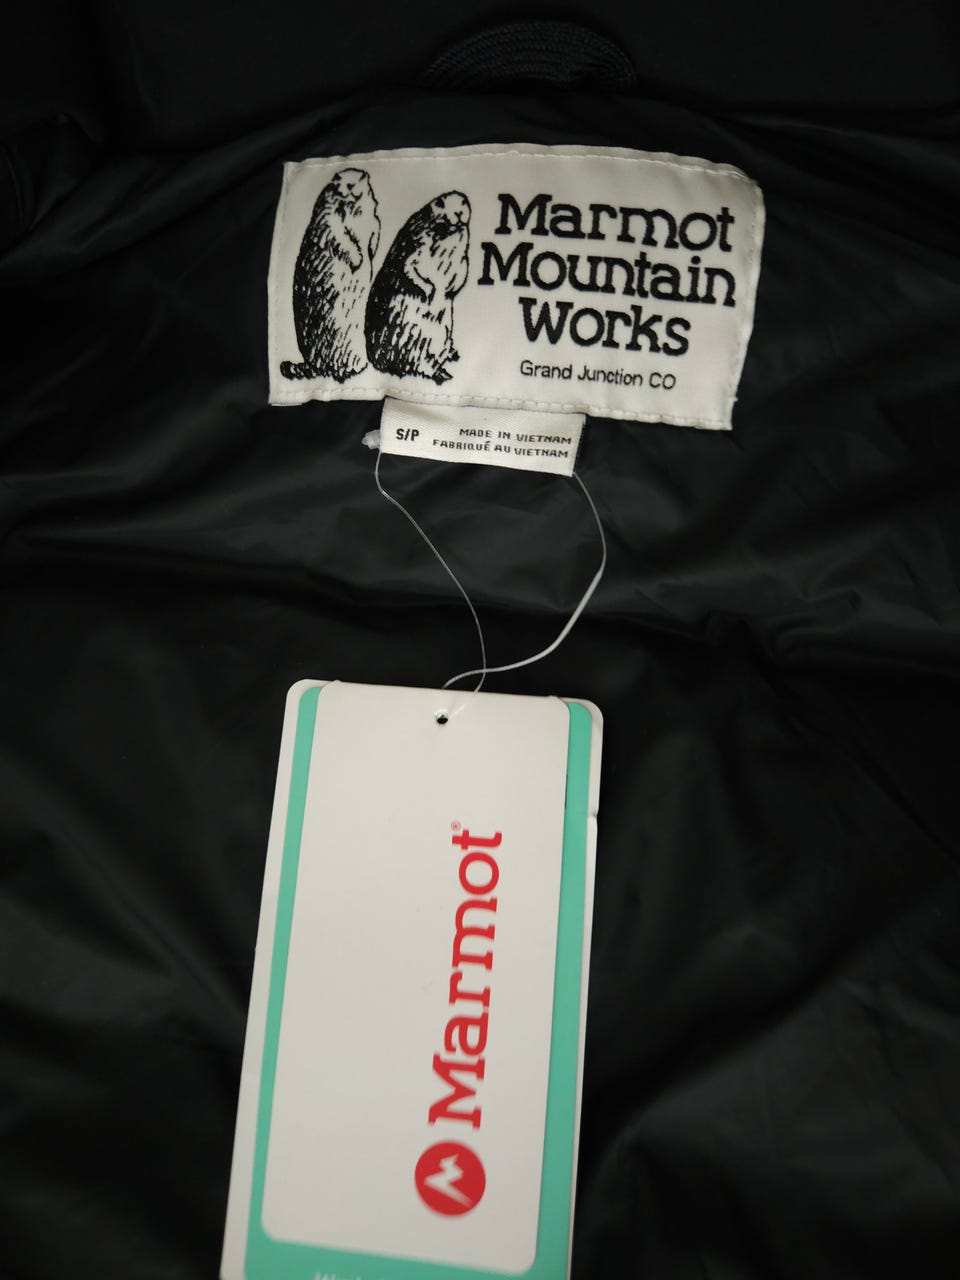 Marmot
Mountain
Works
Grand Junction CO
S/P
MADE IN VIETNAM
FABRIQUÉ AU VIETNAM
Marmot®